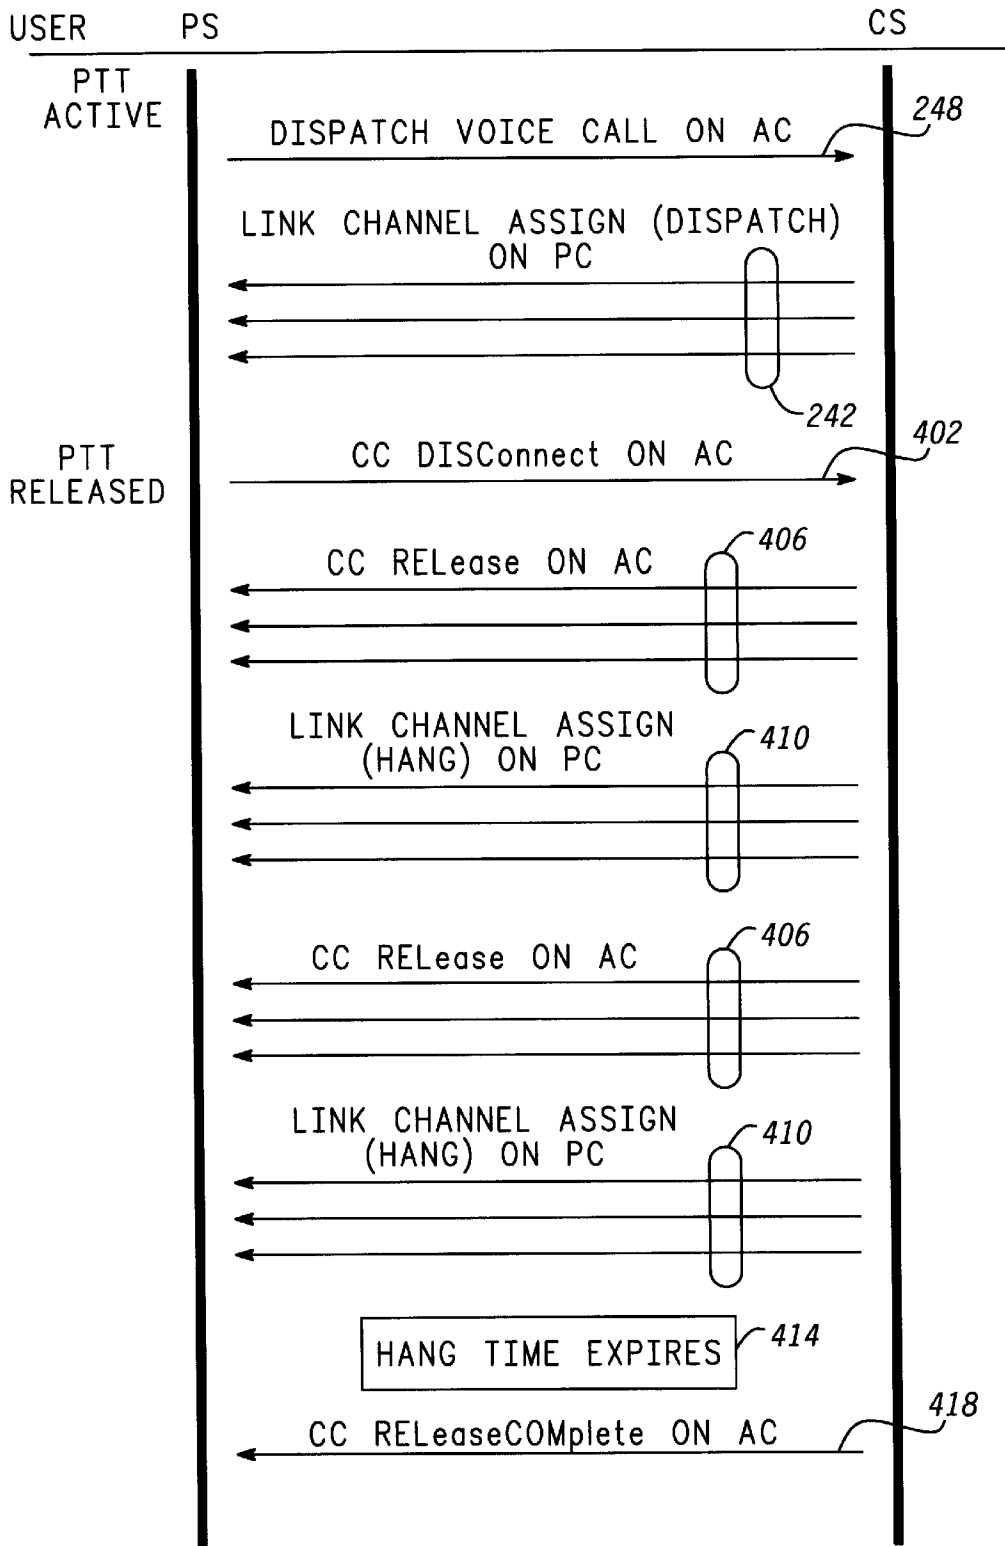 USER PS CS
PTT
ACTIVE
DISPATCH VOICE CALL ON AC 248
LINK CHANNEL ASSIGN (DISPATCH)
ON PC
242
PTT
RELEASED
CC DISConnect ON AC 402
CC RELease ON AC 406
LINK CHANNEL ASSIGN
(HANG) ON PC 410
CC RELease ON AC 406
LINK CHANNEL ASSIGN
(HANG) ON PC 410
HANG TIME EXPIRES 414
CC RELeaseCOMplete ON AC 418